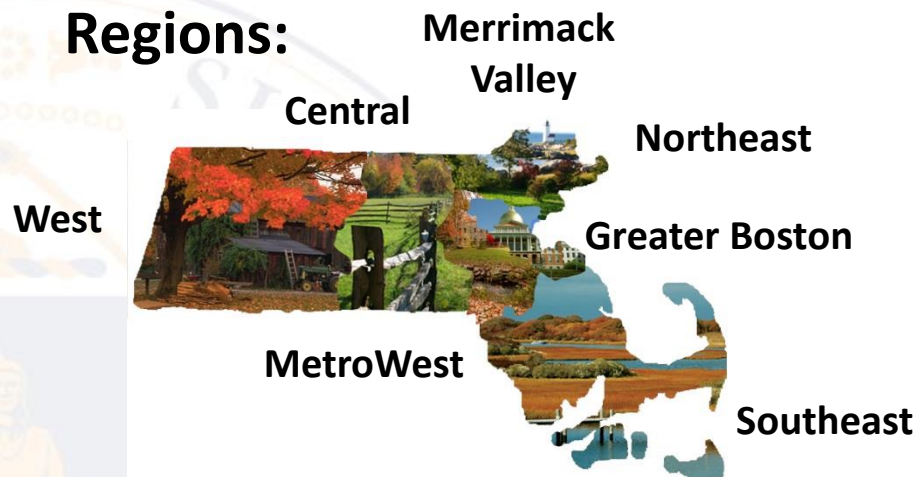 Regions:
Merrimack
Valley
Central
Northeast
West
Greater Boston
MetroWest
Southeast